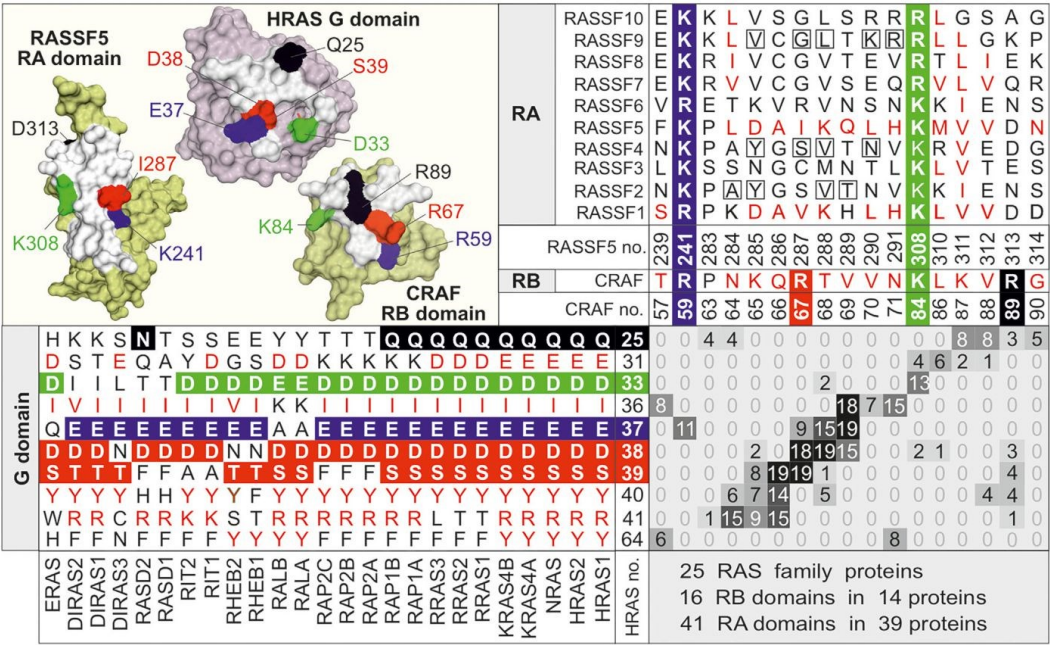 RASSF5
RA domain
HRAS G domain
Q25
D38
S39
E37
D33
D313
I287
K308
K241
R89
K84
R67
R59
CRAF
RB domain
RA
RASSF10 E K K L V S G L S R R R L G S A G
RASSF9 E K K L V C G L T K R R L L G K P
RASSF8 E K R I V C G V T E V R T L I E K
RASSF7 E K R V V C G V S E Q R V L V Q R
RASSF6 V R E T K V R V N S N K K I E N S
RASSF5 F K P L D A I K Q L H K M V V D N
RASSF4 N K P A Y G S V T N V K R V E D G
RASSF3 L K S S N G C M N T L K L V T E S
RASSF2 N K P A Y G S V T N V K K I E N S
RASSF1 S R P K D A V K H L H K L V V D D
RASSF5 no. 239 241 283 284 285 286 287 288 289 290 291 308 310 311 312 313 314
RB CRAF T R P N K Q R T V V N K L K V R G
CRAF no. 57 59 63 64 65 66 67 68 69 70 71 84 86 87 88 89 90
G domain
H K K S N T S S E E Y Y T T T Q Q Q Q Q Q Q Q Q Q 25 0 0 4 4 0 0 0 0 0 0 0 0 0 8 8 3 5
D S T E Q A Y D G S D D K K K K K D D D E E E E E 31 0 0 0 0 0 0 0 0 0 0 0 4 6 2 1 0 0
D I I L T T D D D D E E D D D D D D D D D D D D D 33 0 0 0 0 0 0 0 2 0 0 0 13 0 0 0 0 0
I V I I I I I I V I K K I I I I I I I I I I I I I 36 8 0 0 0 0 0 0 0 18 7 15 0 0 0 0 0 0
Q E E E E E E E E E A A E E E E E E E E E E E E E 37 0 11 0 0 0 0 9 15 19 0 0 0 0 0 0 0 0
D D D N D D D D N N D D D D D D D D D D D D D D D 38 0 0 0 0 2 0 18 19 15 0 0 2 1 0 0 3 0
S T T T F F A A T T S S F F F S S S S S S S S S S 39 0 0 0 0 8 19 19 1 0 0 0 0 0 0 0 4 0
Y Y Y Y H H Y Y Y F Y Y Y Y Y Y Y Y Y Y Y Y Y Y Y 40 0 0 0 6 7 14 0 5 0 0 0 0 0 0 4 4 0
W R R C R R K K S T R R R R R R R L T T R R R R R 41 0 0 1 15 9 15 0 0 0 0 0 0 0 0 0 1 0
H F F N F F F F Y Y Y Y F F F F F F F F Y Y Y Y Y 64 6 0 0 0 0 0 0 0 0 0 8 0 0 0 0 0 0
ERAS DIRAS2 DIRAS1 DIRAS3 RASD2 RASD1 RIT2 RIT1 RHEB2 RHEB1 RALB RALA RAP2C RAP2B RAP2A RAP1B RAP1A RRAS3 RRAS2 RRAS1 KRAS4B KRAS4A NRAS HRAS2 HRAS1 HRAS no.
25 RAS family proteins
16 RB domains in 14 proteins
41 RA domains in 39 proteins